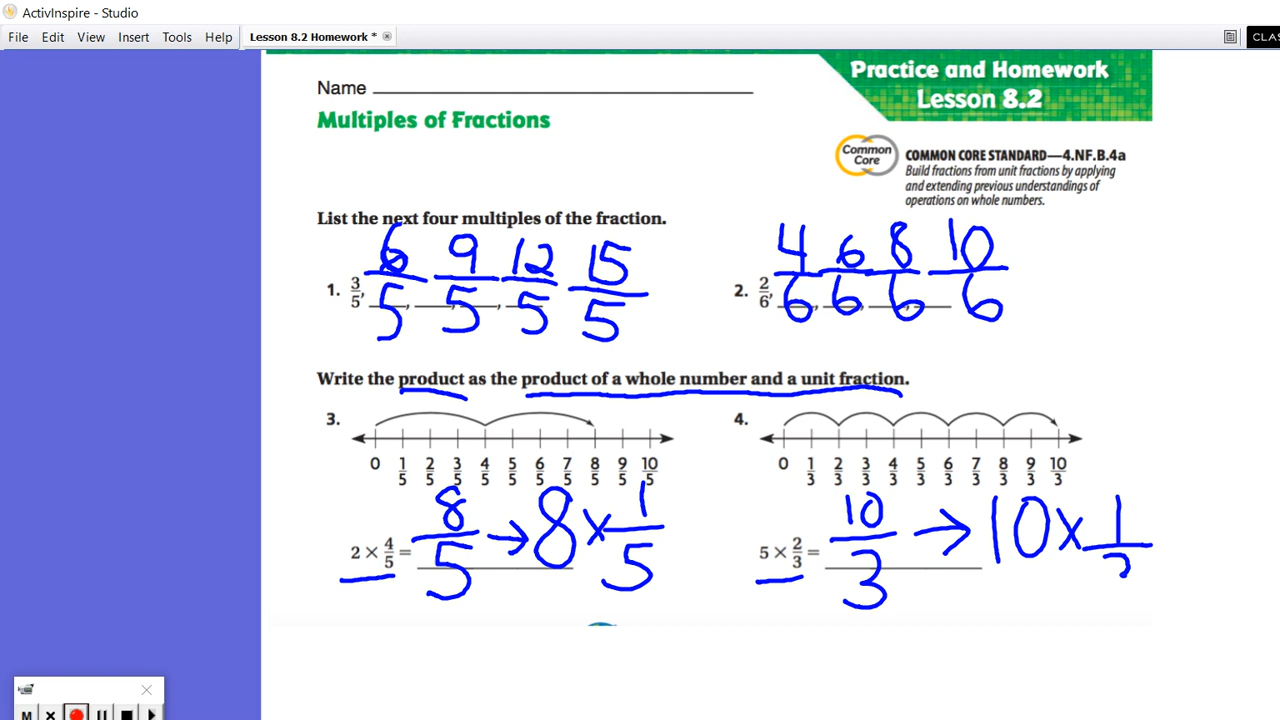 ActivInspire - Studio
File Edit View Insert Tools Help Lesson 8.2 Homework * CLAS
Name
Practice and Homework
Lesson 8.2
Multiples of Fractions
Common
Core
COMMON CORE STANDARD—4.NF.B.4a
Build fractions from unit fractions by applying
and extending previous understandings of
operations on whole numbers.
List the next four multiples of the fraction.
1. 3/5, 6/5, 9/5, 12/5, 15/5
2. 2/6, 4/6, 6/6, 8/6, 10/6
Write the product as the product of a whole number and a unit fraction.
3.
0 1/5 2/5 3/5 4/5 5/5 6/5 7/5 8/5 9/5 10/5
2 × 4/5 = 8/5 → 8 × 1/5
4.
0 1/3 2/3 3/3 4/3 5/3 6/3 7/3 8/3 9/3 10/3
5 × 2/3 = 10/3 → 10 × 1/3
M